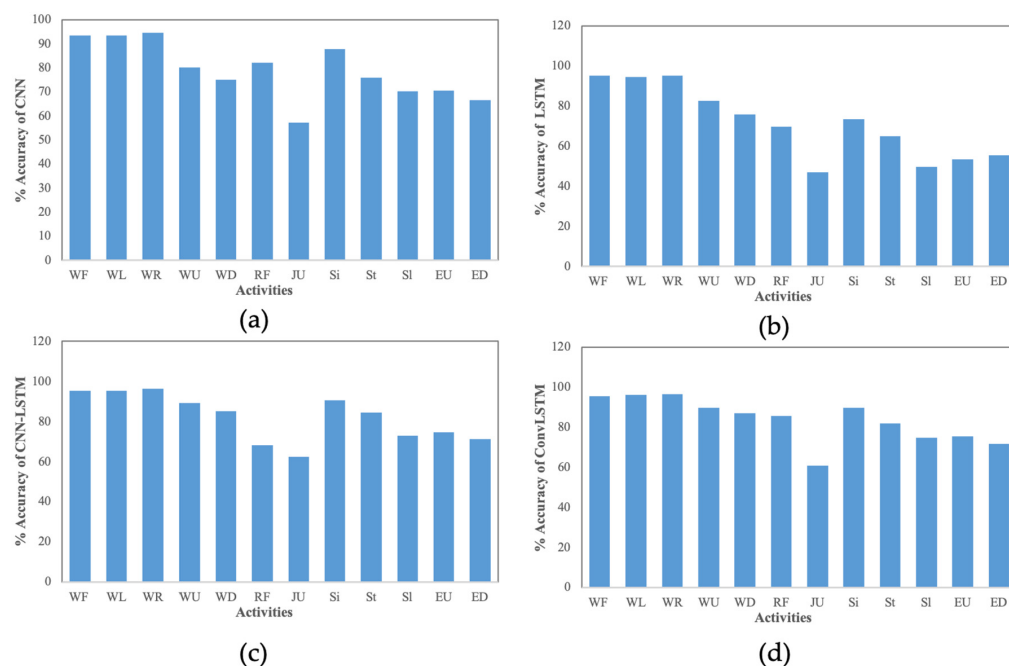 % Accuracy of CNN
100
90
80
70
60
50
40
30
20
10
0
WF WL WR WU WD RF JU Si St Sl EU ED
Activities
(a)
% Accuracy of LSTM
120
100
80
60
40
20
0
WF WL WR WU WD RF JU Si St Sl EU ED
Activities
(b)
% Accuracy of CNN-LSTM
120
100
80
60
40
20
0
WF WL WR WU WD RF JU Si St Sl EU ED
Activities
(c)
% Accuracy of ConvLSTM
120
100
80
60
40
20
0
WF WL WR WU WD RF JU Si St Sl EU ED
Activities
(d)